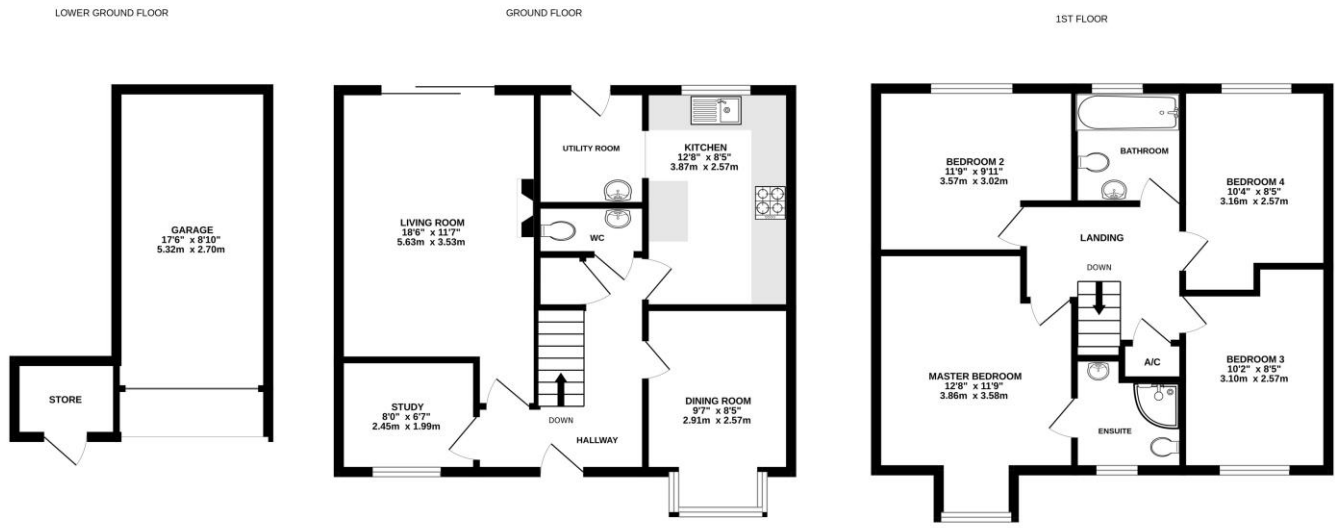 LOWER GROUND FLOOR
GARAGE
17'6" x 8'10"
5.32m x 2.70m
STORE
GROUND FLOOR
UTILITY ROOM
KITCHEN
12'8" x 8'5"
3.87m x 2.57m
LIVING ROOM
18'6" x 11'7"
5.63m x 3.53m
WC
STUDY
8'0" x 6'7"
2.45m x 1.99m
DOWN
HALLWAY
DINING ROOM
9'7" x 8'5"
2.91m x 2.57m
1ST FLOOR
BEDROOM 2
11'9" x 9'11"
3.57m x 3.02m
BATHROOM
BEDROOM 4
10'4" x 8'5"
3.16m x 2.57m
LANDING
DOWN
A/C
MASTER BEDROOM
12'8" x 11'9"
3.86m x 3.58m
ENSUITE
BEDROOM 3
10'2" x 8'5"
3.10m x 2.57m